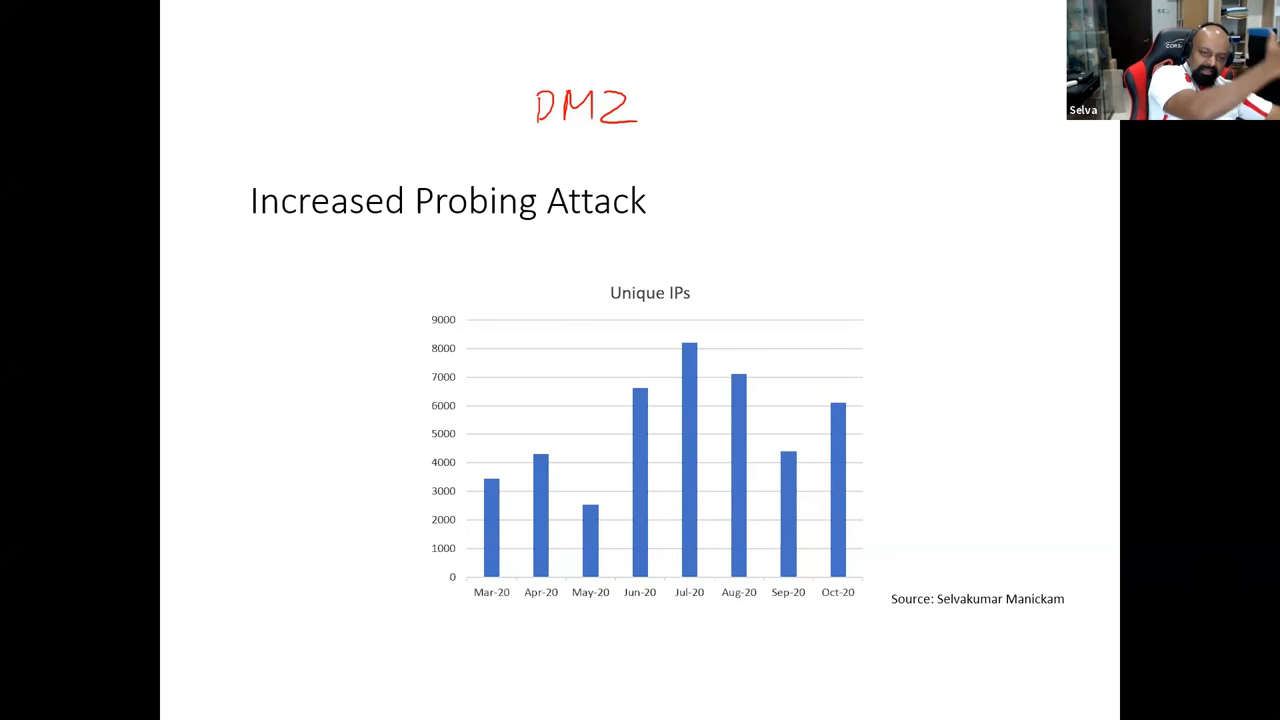 DMZ
Selva
Increased Probing Attack
Unique IPs
9000
8000
7000
6000
5000
4000
3000
2000
1000
0
Mar-20 Apr-20 May-20 Jun-20 Jul-20 Aug-20 Sep-20 Oct-20
Source: Selvakumar Manickam